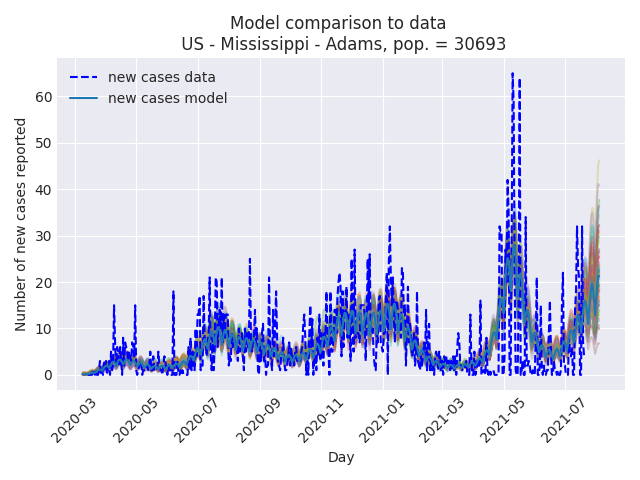 Model comparison to data
US - Mississippi - Adams, pop. = 30693
new cases data
new cases model
Number of new cases reported
60
50
40
30
20
10
0
2020-03
2020-05
2020-07
2020-09
2020-11
2021-01
2021-03
2021-05
2021-07
Day